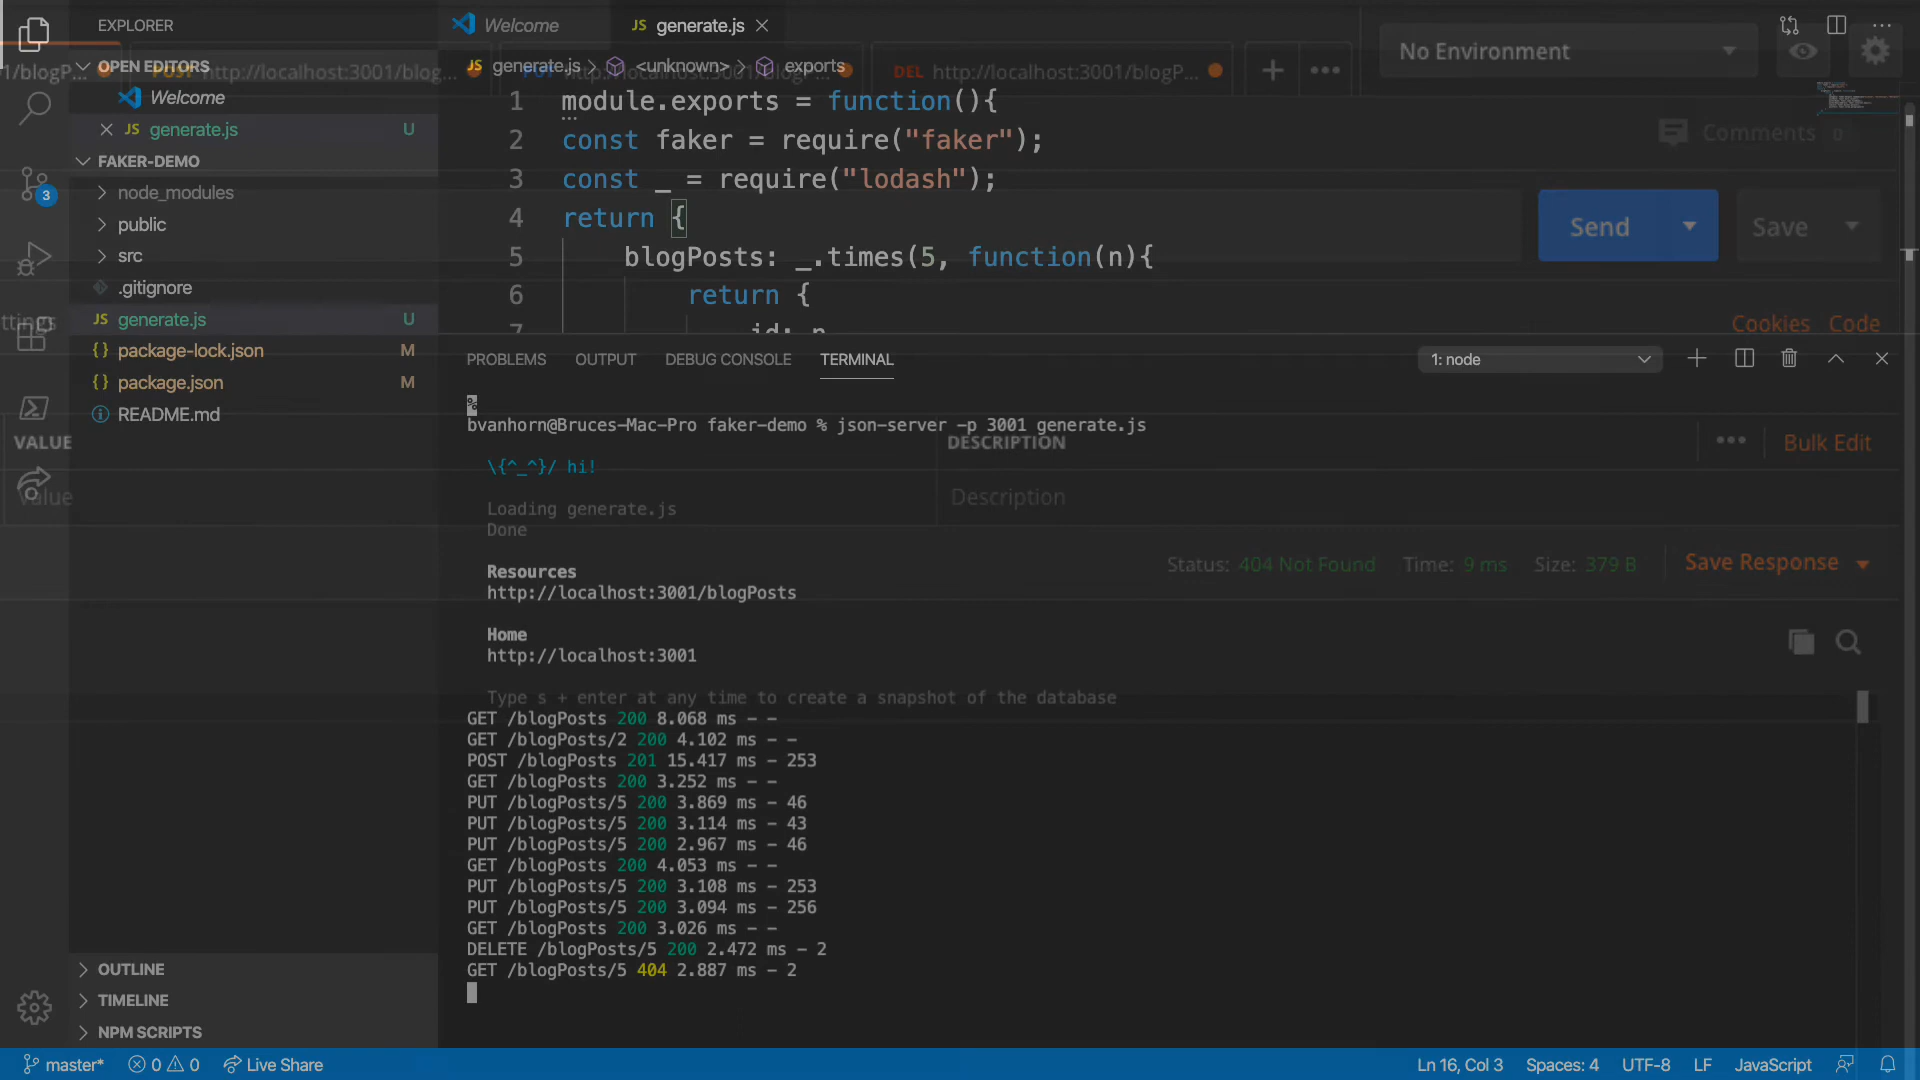 EXPLORER
OPEN EDITORS
Welcome
JS generate.js U
FAKER-DEMO
node_modules
public
src
.gitignore
JS generate.js U
{} package-lock.json M
{} package.json M
README.md
OUTLINE
TIMELINE
NPM SCRIPTS
3
Welcome
JS generate.js
JS generate.js > <unknown> > exports
1 module.exports = function(){
2 const faker = require("faker");
3 const _ = require("lodash");
4 return {
5 blogPosts: _.times(5, function(n){
6 return {
7 id: n
PROBLEMS OUTPUT DEBUG CONSOLE TERMINAL
1: node
%
bvanhorn@Bruces-Mac-Pro faker-demo % json-server -p 3001 generate.js
\{^_^}/ hi!
Loading generate.js
Done
Resources
http://localhost:3001/blogPosts
Home
http://localhost:3001
Type s + enter at any time to create a snapshot of the database
GET /blogPosts 200 8.068 ms - -
GET /blogPosts/2 200 4.102 ms - -
POST /blogPosts 201 15.417 ms - 253
GET /blogPosts 200 3.252 ms - -
PUT /blogPosts/5 200 3.869 ms - 46
PUT /blogPosts/5 200 3.114 ms - 43
PUT /blogPosts/5 200 2.967 ms - 46
GET /blogPosts 200 4.053 ms - -
PUT /blogPosts/5 200 3.108 ms - 253
PUT /blogPosts/5 200 3.094 ms - 256
GET /blogPosts 200 3.026 ms - -
DELETE /blogPosts/5 200 2.472 ms - 2
GET /blogPosts/5 404 2.887 ms - 2
No Environment
1/blogP...
POST http://localhost:3001/blog...
DEL http://localhost:3001/blogP...
Comments 0
Send
Save
ttings
Cookies Code
VALUE
DESCRIPTION
Bulk Edit
Value
Description
Status: 404 Not Found Time: 9 ms Size: 379 B
Save Response
master* 0 0 Live Share
Ln 16, Col 3 Spaces: 4 UTF-8 LF JavaScript